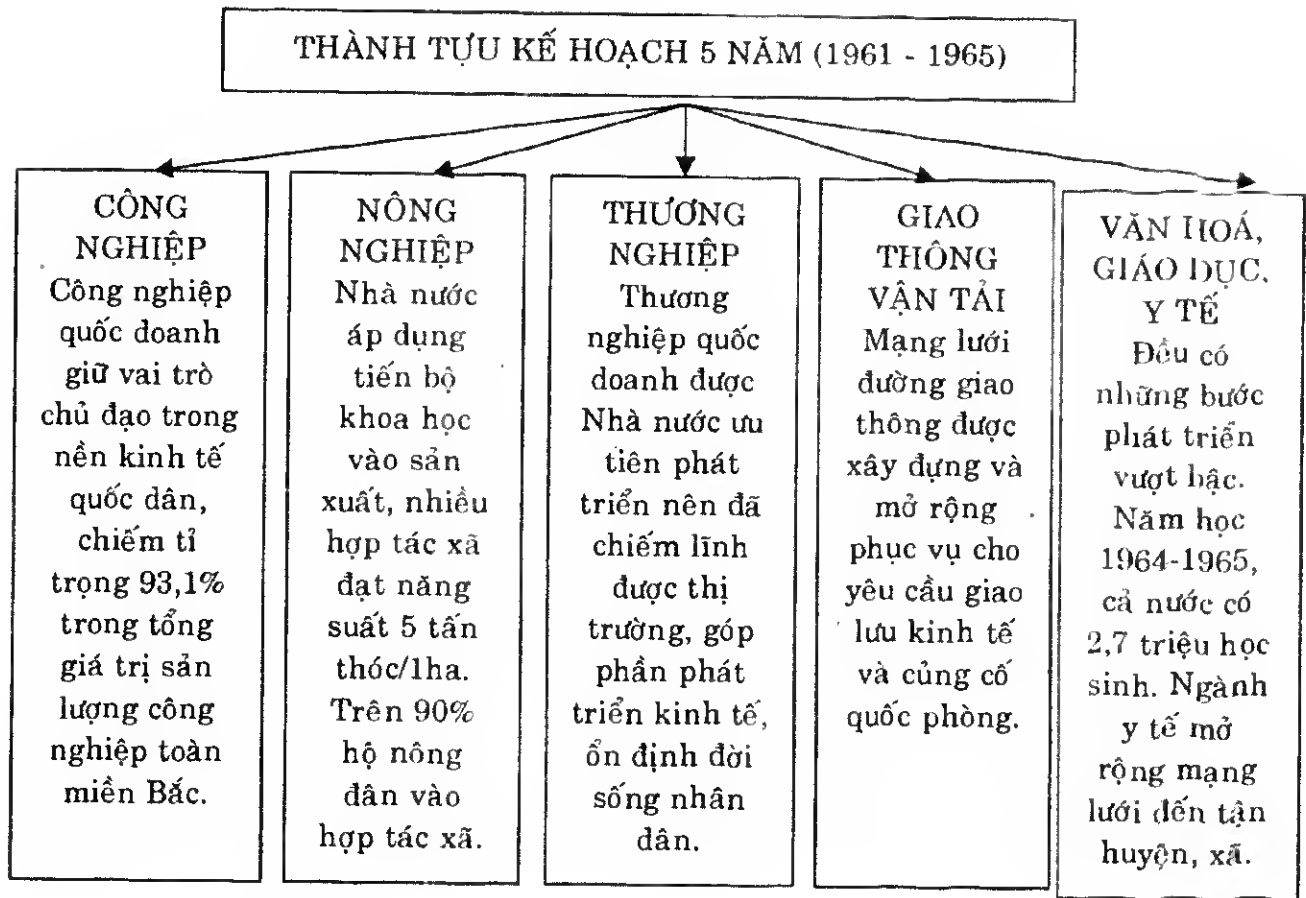 THÀNH TỰU KẾ HOẠCH 5 NĂM (1961 - 1965)
CÔNG
NGHIỆP
Công nghiệp
quốc doanh
giữ vai trò
chủ đạo trong
nền kinh tế
quốc dân,
chiếm tỉ
trọng 93,1%
trong tổng
giá trị sản
lượng công
nghiệp toàn
miền Bắc.
NÔNG
NGHIỆP
Nhà nước
áp dụng
tiến bộ
khoa học
vào sản
xuất, nhiều
hợp tác xã
đạt năng
suất 5 tấn
thóc/1ha.
Trên 90%
hộ nông
dân vào
hợp tác xã.
THƯƠNG
NGHIỆP
Thương
nghiệp quốc
doanh được
Nhà nước ưu
tiên phát
triển nên đã
chiếm lĩnh
được thị
trường, góp
phần phát
triển kinh tế,
ổn định đời
sống nhân
dân.
GIAO
THÔNG
VẬN TẢI
Mạng lưới
đường giao
thông được
xây dựng và
mở rộng
phục vụ cho
yêu cầu giao
lưu kinh tế
và củng cố
quốc phòng.
VĂN HOÁ,
GIÁO DỤC,
Y TẾ
Đều có
những bước
phát triển
vượt bậc.
Năm học
1964-1965,
cả nước có
2,7 triệu học
sinh. Ngành
y tế mở
rộng mạng
lưới đến tận
huyện, xã.